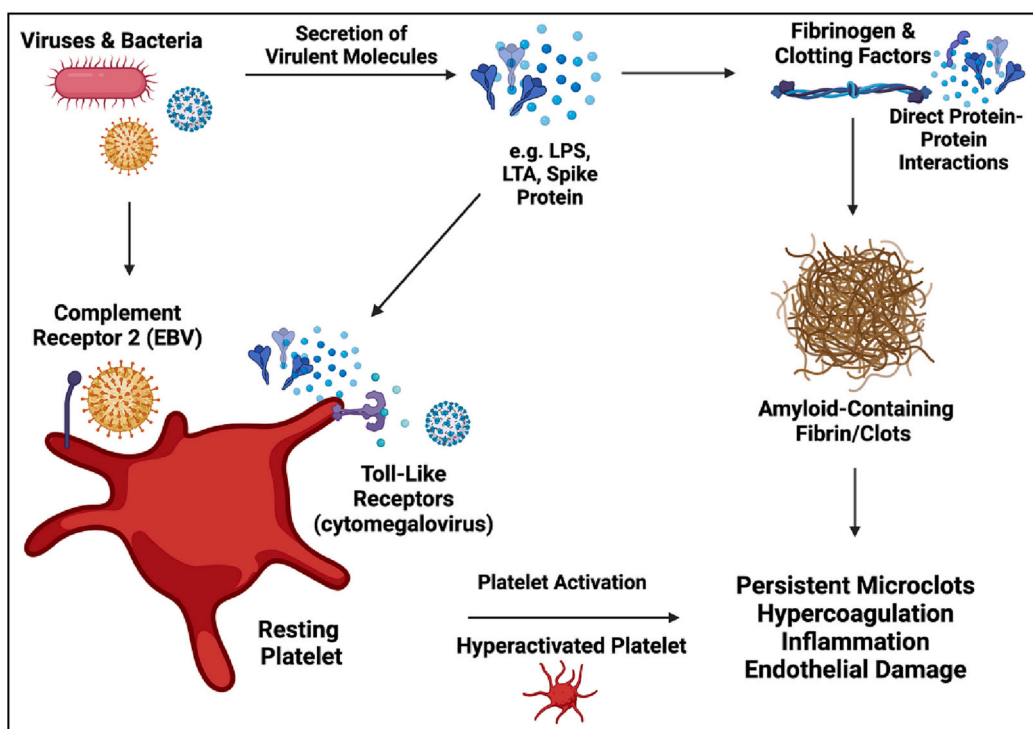 Viruses & Bacteria
Secretion of
Virulent Molecules
e.g. LPS,
LTA, Spike
Protein
Fibrinogen &
Clotting Factors
Direct Protein-
Protein
Interactions
Complement
Receptor 2 (EBV)
Toll-Like
Receptors
(cytomegalovirus)
Amyloid-Containing
Fibrin/Clots
Resting
Platelet
Platelet Activation
Hyperactivated Platelet
Persistent Microclots
Hypercoagulation
Inflammation
Endothelial Damage